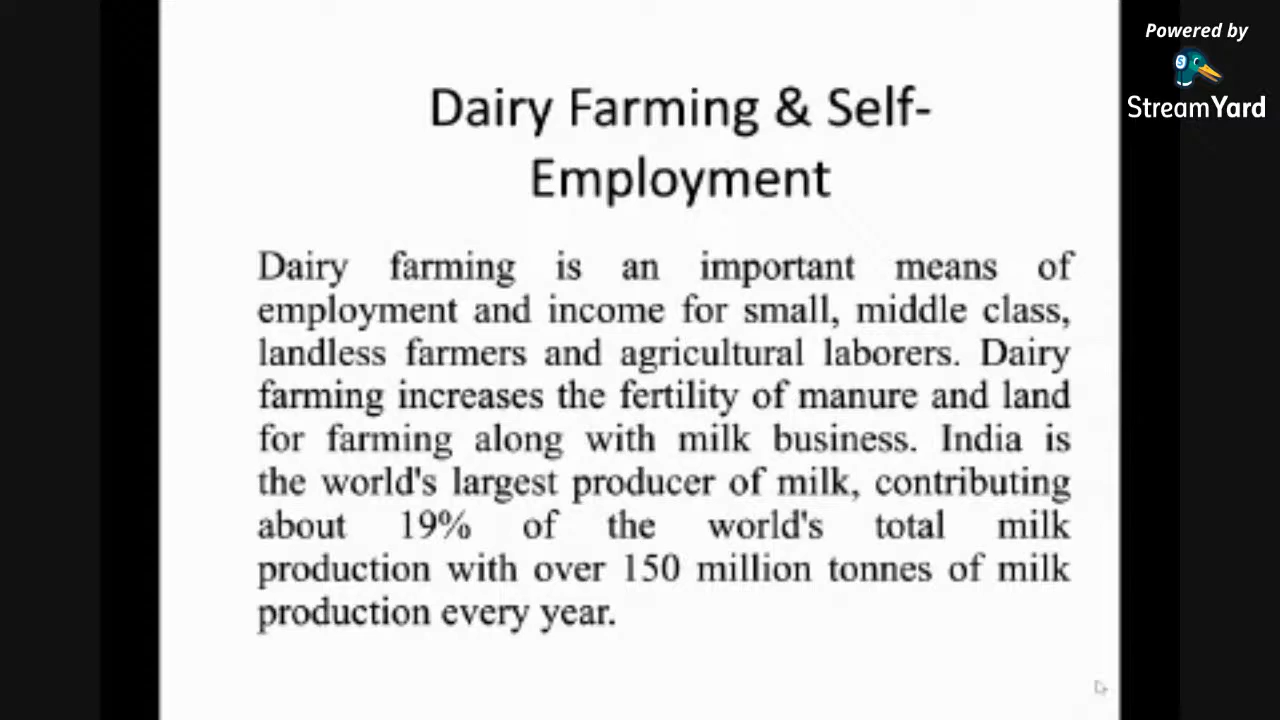 Powered by
StreamYard
Dairy Farming & Self-
Employment
Dairy farming is an important means of
employment and income for small, middle class,
landless farmers and agricultural laborers. Dairy
farming increases the fertility of manure and land
for farming along with milk business. India is
the world's largest producer of milk, contributing
about 19% of the world's total milk
production with over 150 million tonnes of milk
production every year.